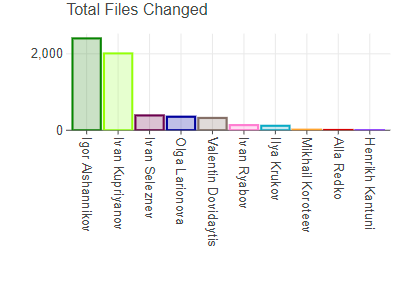 Total Files Changed
2,000
0
Igor Alshannikov
Ivan Kupriyanov
Ivan Seleznev
Olga Larionova
Valentin Dovidaytis
Ivan Ryabov
Ilya Krukov
Mikhail Koroteev
Alla Redko
Henrikh Kantuni